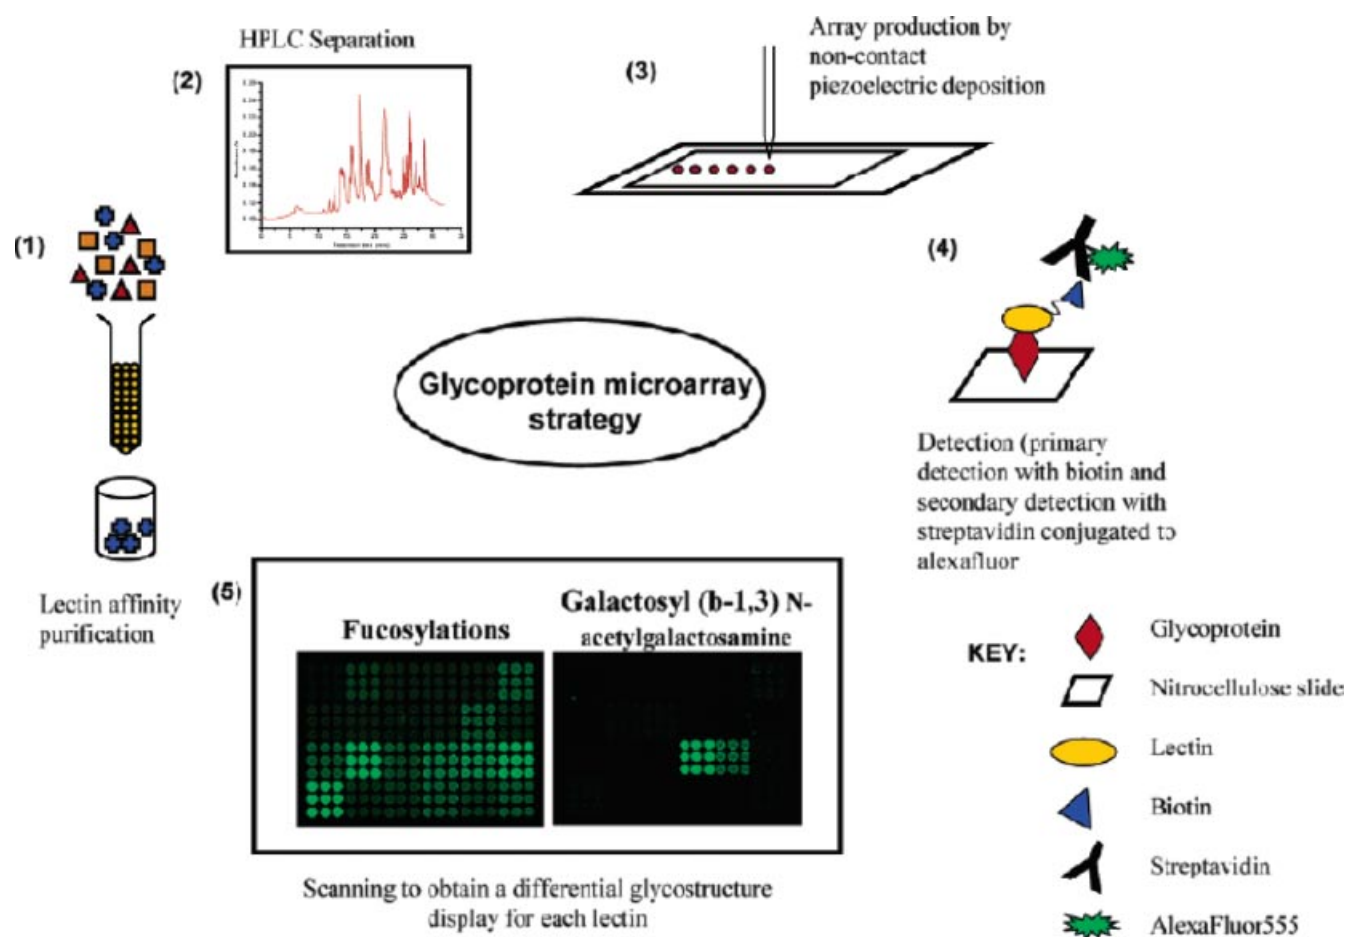 HPLC Separation
(2)
(3)
Array production by
non-contact
piezoelectric deposition
(1)
(4)
Glycoprotein microarray
strategy
Detection (primary
detection with biotin and
secondary detection with
streptavidin conjugated to
alexafluor
Lectin affinity
purification
(5)
Fucosylations
Galactosyl (b-1,3) N-
acetylgalactosamine
Scanning to obtain a differential glycostructure
display for each lectin
KEY:
Glycoprotein
Nitrocellulose slide
Lectin
Biotin
Streptavidin
AlexaFluor555